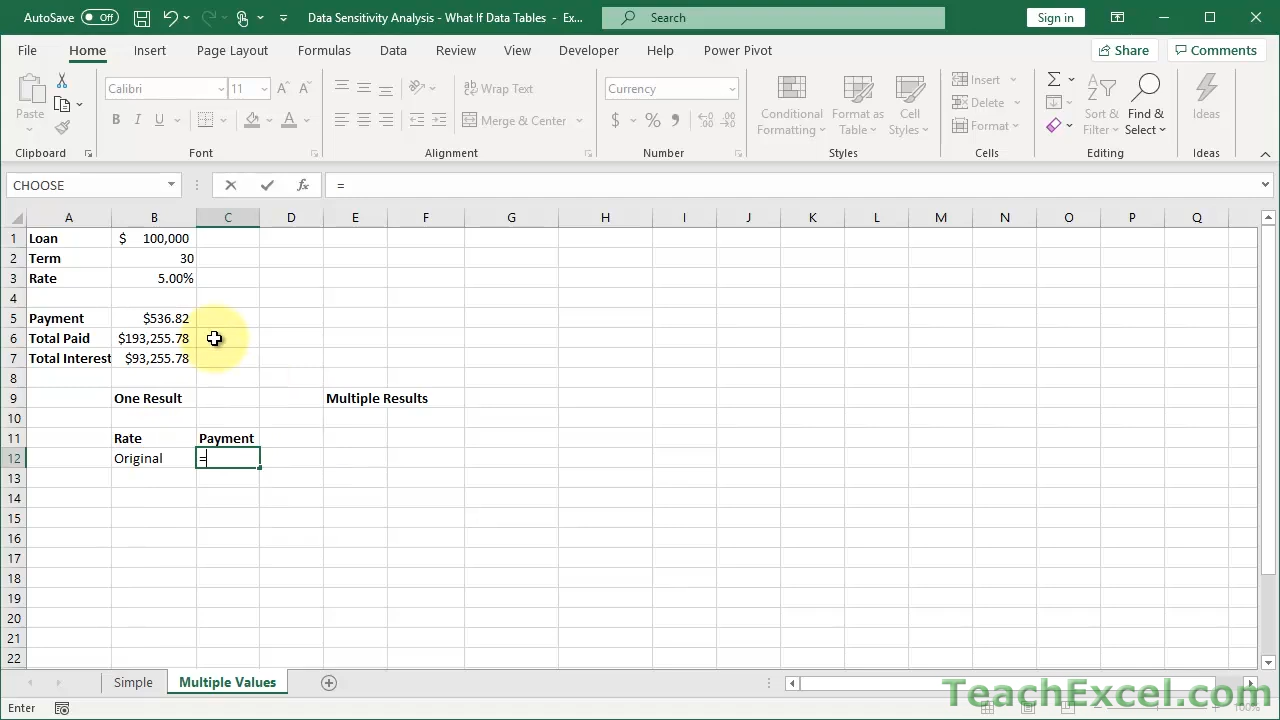 AutoSave Off Data Sensitivity Analysis - What If Data Tables - Ex... Search Sign in
File Home Insert Page Layout Formulas Data Review View Developer Help Power Pivot Share Comments
Calibri 11 A A Wrap Text Currency Insert Σ
Paste B I U A Merge & Center $ % Conditional Formatting Format as Table Cell Styles Delete Format Sort & Filter Find & Select Ideas
Clipboard Font Alignment Number Styles Cells Editing Ideas
CHOOSE fx =
A B C D E F G H I J K L M N O P Q
1 Loan $ 100,000
2 Term 30
3 Rate 5.00%
4
5 Payment $536.82
6 Total Paid $193,255.78
7 Total Interest $93,255.78
8
9 One Result Multiple Results
10
11 Rate Payment
12 Original =
13
14
15
16
17
18
19
20
21
22
Simple Multiple Values
TeachExcel.com
Enter 100%